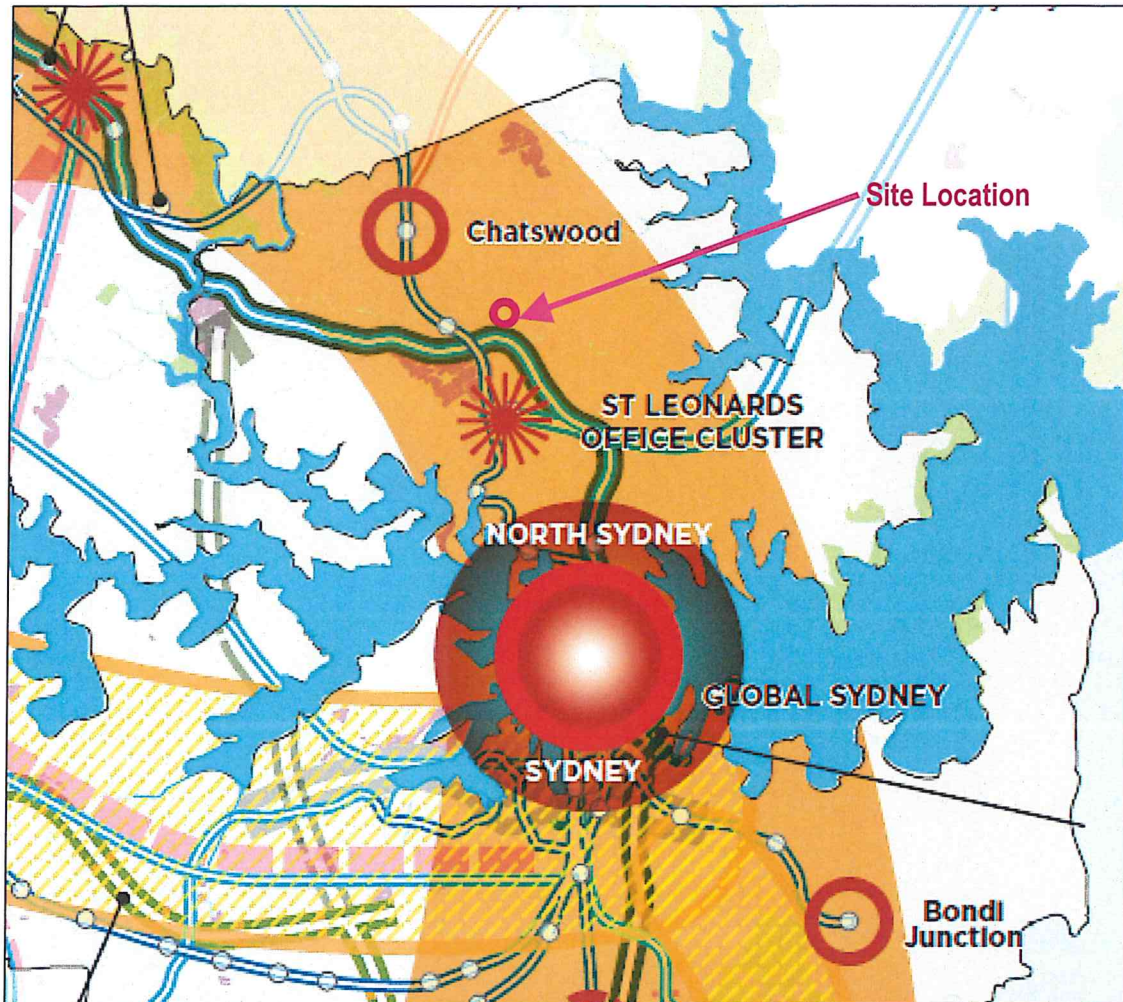 Site Location
Chatswood
ST LEONARDS
OFFICE CLUSTER
NORTH SYDNEY
GLOBAL SYDNEY
SYDNEY
Bondi
Junction